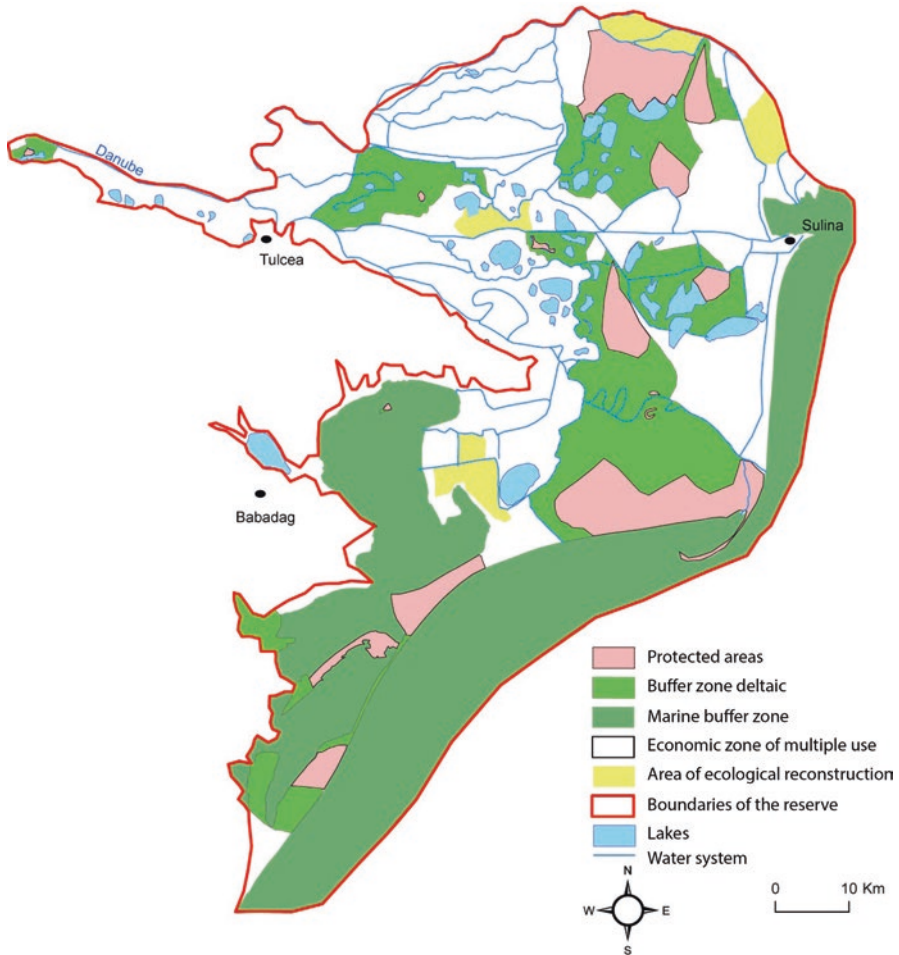 Danube
Sulina
Tulcea
Babadag
Protected areas
Buffer zone deltaic
Marine buffer zone
Economic zone of multiple use
Area of ecological reconstruction
Boundaries of the reserve
Lakes
Water system
N
W E
S
0 10 Km